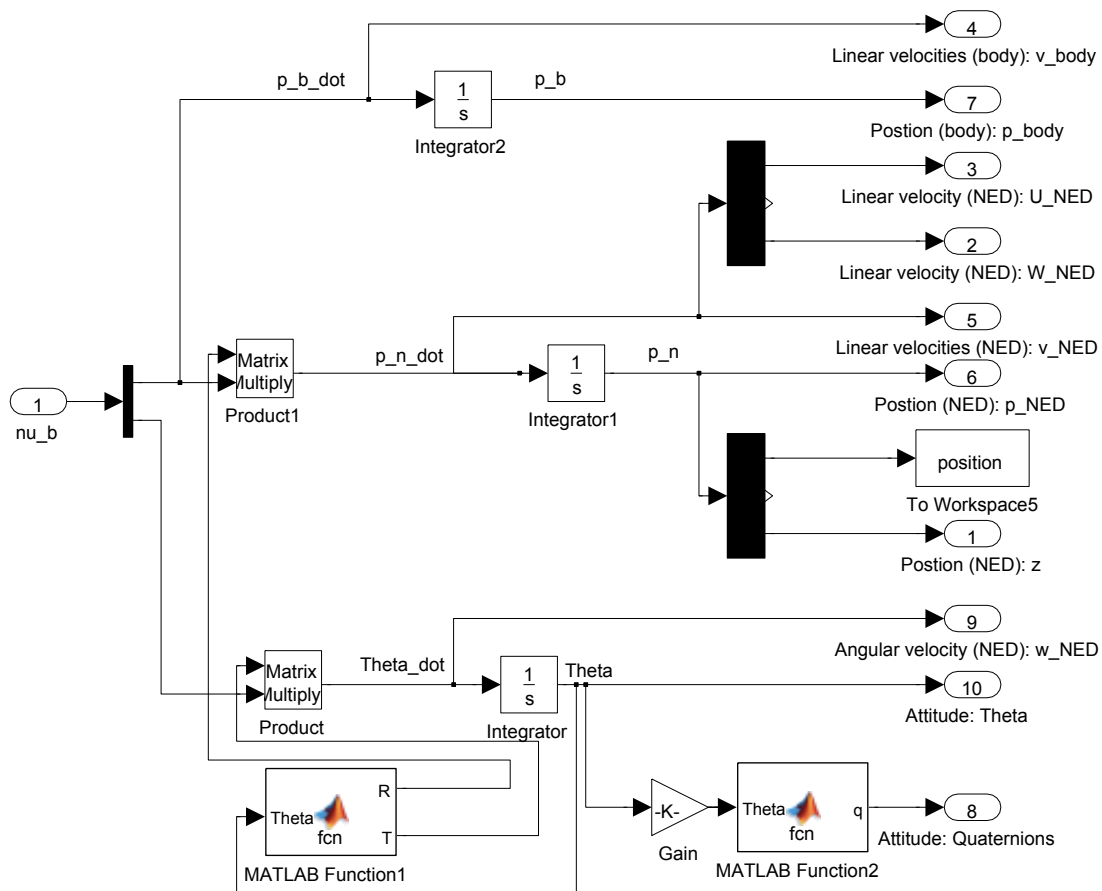 4
Linear velocities (body): v_body
p_b_dot
1
s
Integrator2
p_b
7
Postion (body): p_body
3
Linear velocity (NED): U_NED
2
Linear velocity (NED): W_NED
5
Linear velocities (NED): v_NED
1
nu_b
Matrix
Multiply
Product1
p_n_dot
1
s
Integrator1
p_n
6
Postion (NED): p_NED
position
To Workspace5
1
Postion (NED): z
9
Angular velocity (NED): w_NED
Matrix
Multiply
Product
Theta_dot
1
s
Integrator
Theta
10
Attitude: Theta
Theta
fcn
R
T
MATLAB Function1
-K-
Gain
Theta
fcn
q
MATLAB Function2
8
Attitude: Quaternions